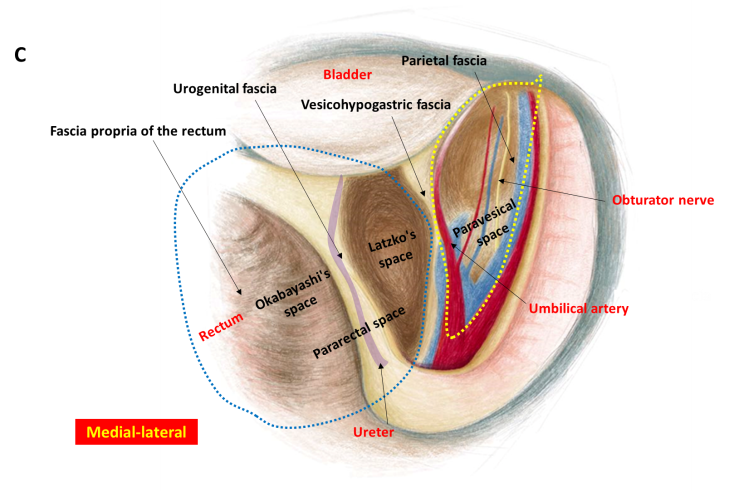 C
Bladder
Parietal fascia
Urogenital fascia
Vesicohypogastric fascia
Fascia propria of the rectum
Obturator nerve
Paravesical
space
Latzko's
space
Okabayashi's
space
Umbilical artery
Rectum
Pararectal space
Medial-lateral
Ureter